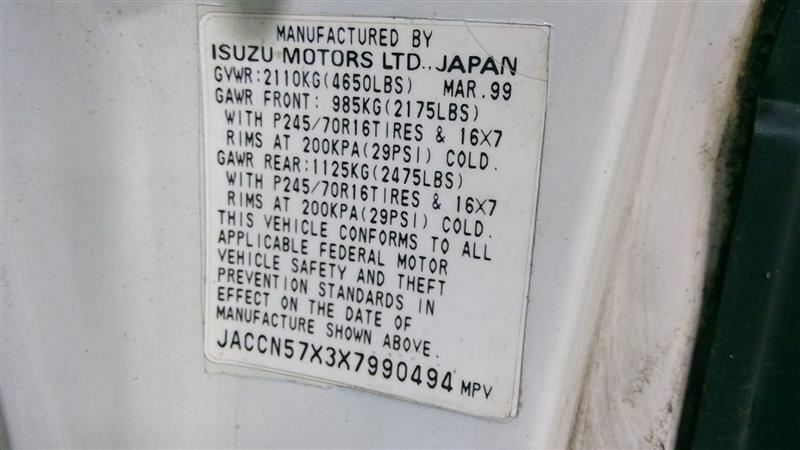 MANUFACTURED BY
ISUZU MOTORS LTD., JAPAN
GVWR:2110KG(4650LBS) MAR.99
GAWR FRONT: 985KG(2175LBS)
WITH P245/70R16TIRES & 16X7
RIMS AT 200KPA(29PSI) COLD.
GAWR REAR:1125KG(2475LBS)
WITH P245/70R16TIRES & 16X7
RIMS AT 200KPA(29PSI) COLD.
THIS VEHICLE CONFORMS TO ALL
APPLICABLE FEDERAL MOTOR
VEHICLE SAFETY AND THEFT
PREVENTION STANDARDS IN
EFFECT ON THE DATE OF
MANUFACTURE SHOWN ABOVE.
JACCN57X3X7990494 MPV